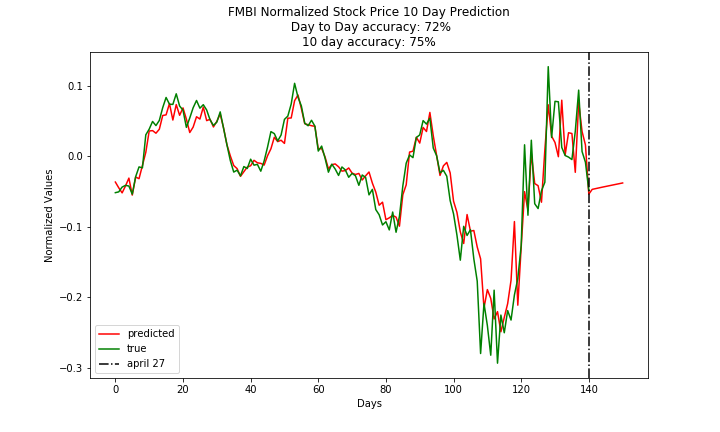 FMBI Normalized Stock Price 10 Day Prediction
Day to Day accuracy: 72%
10 day accuracy: 75%
Normalized Values
0.1
0.0
−0.1
−0.2
−0.3
predicted
true
april 27
0 20 40 60 80 100 120 140
Days